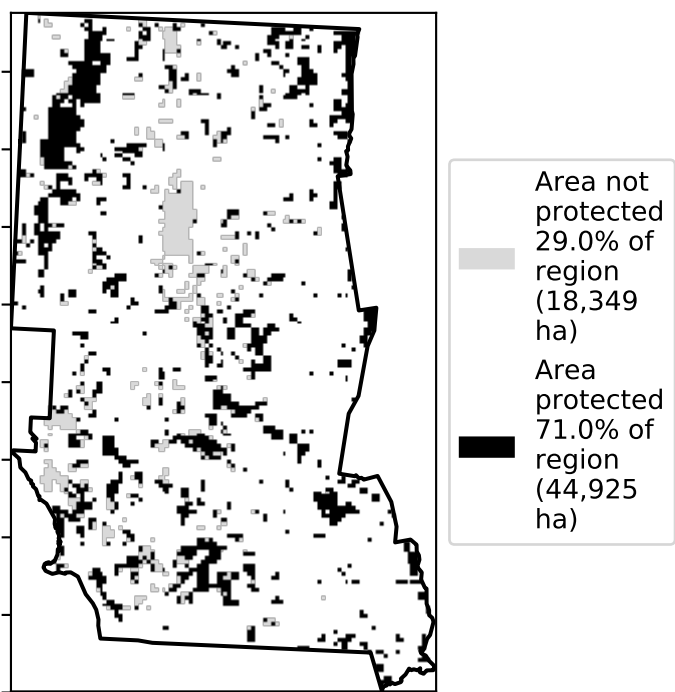 Area not
protected
29.0% of
region
(18,349
ha)
Area
protected
71.0% of
region
(44,925
ha)